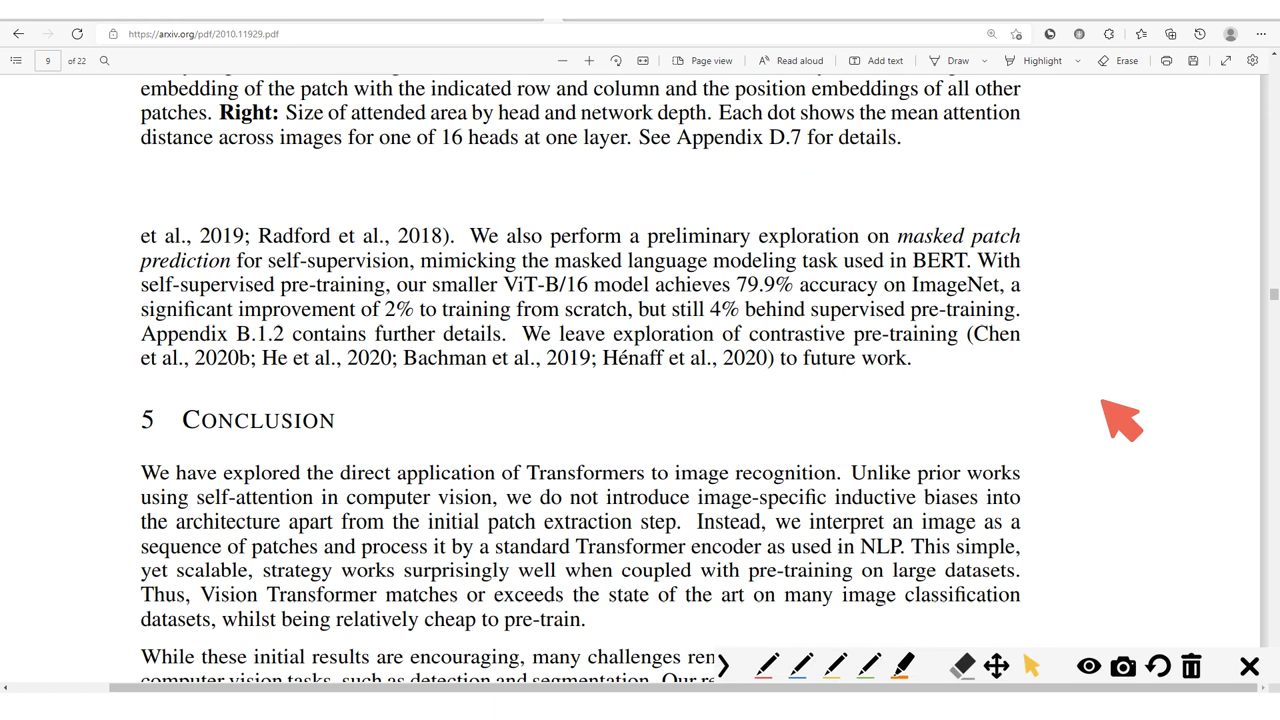 https://arxiv.org/pdf/2010.11929.pdf
9 of 22 Page view Read aloud Add text Draw Highlight Erase
embedding of the patch with the indicated row and column and the position embeddings of all other
patches. Right: Size of attended area by head and network depth. Each dot shows the mean attention
distance across images for one of 16 heads at one layer. See Appendix D.7 for details.
et al., 2019; Radford et al., 2018). We also perform a preliminary exploration on masked patch
prediction for self-supervision, mimicking the masked language modeling task used in BERT. With
self-supervised pre-training, our smaller ViT-B/16 model achieves 79.9% accuracy on ImageNet, a
significant improvement of 2% to training from scratch, but still 4% behind supervised pre-training.
Appendix B.1.2 contains further details. We leave exploration of contrastive pre-training (Chen
et al., 2020b; He et al., 2020; Bachman et al., 2019; Hénaff et al., 2020) to future work.
5 CONCLUSION
We have explored the direct application of Transformers to image recognition. Unlike prior works
using self-attention in computer vision, we do not introduce image-specific inductive biases into
the architecture apart from the initial patch extraction step. Instead, we interpret an image as a
sequence of patches and process it by a standard Transformer encoder as used in NLP. This simple,
yet scalable, strategy works surprisingly well when coupled with pre-training on large datasets.
Thus, Vision Transformer matches or exceeds the state of the art on many image classification
datasets, whilst being relatively cheap to pre-train.
While these initial results are encouraging, many challenges
computer vision tasks such as detection and segmentation. Our